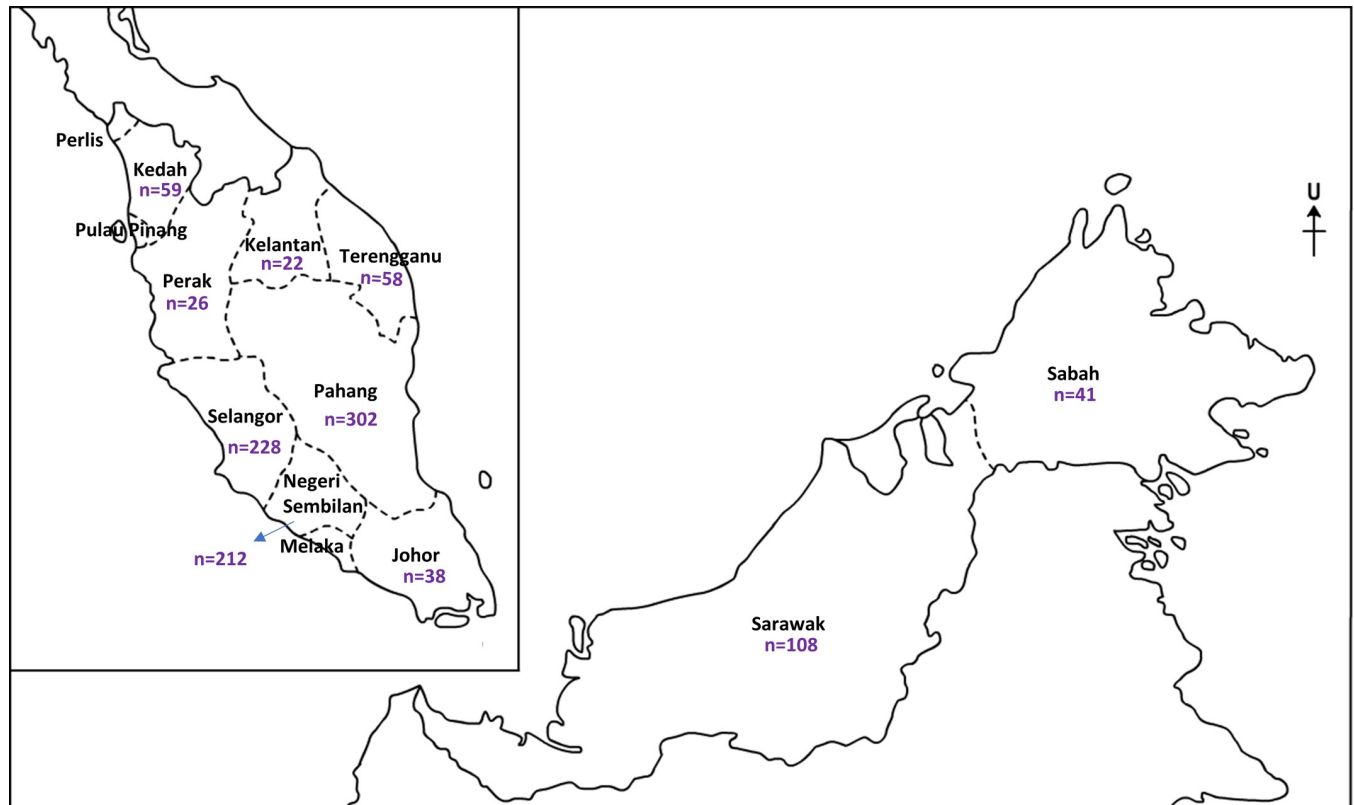 Perlis
Kedah
n=59
Pulau Pinang
Kelantan
n=22
Terengganu
n=58
Perak
n=26
Pahang
n=302
Selangor
n=228
Negeri
Sembilan
n=212
Melaka
Johor
n=38
U
Sabah
n=41
Sarawak
n=108